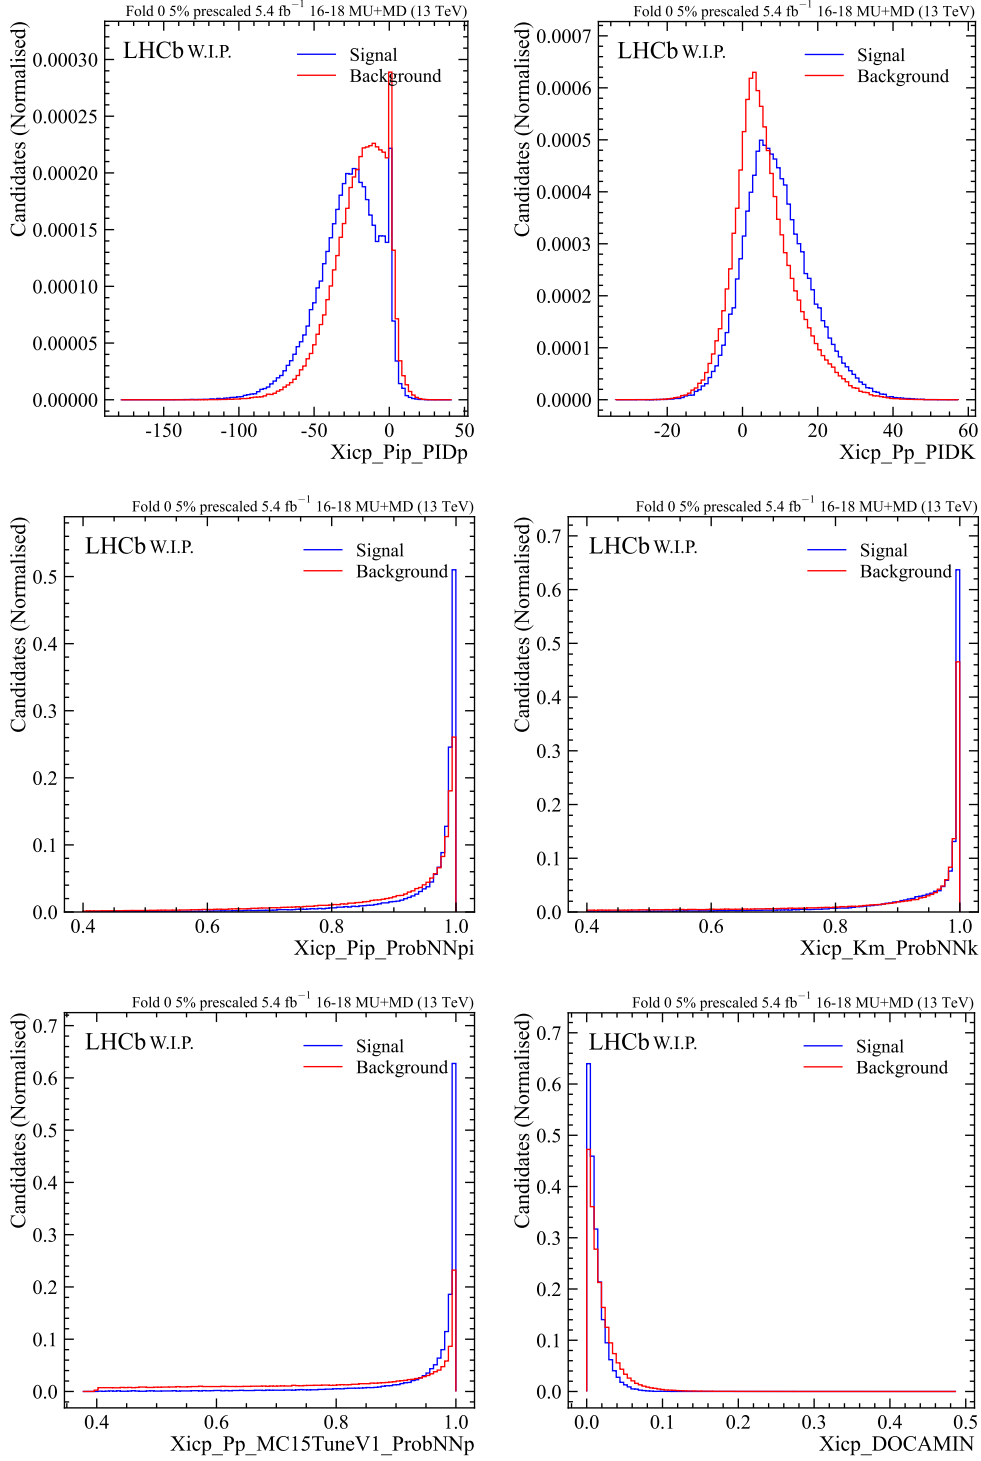 Fold 0 5% prescaled 5.4 fb⁻¹ 16-18 MU+MD (13 TeV)
LHCb W.I.P.
Signal
Background
Candidates (Normalised)
0.00030
0.00025
0.00020
0.00015
0.00010
0.00005
0.00000
-150 -100 -50 0 50
Xicp_Pip_PIDp
Fold 0 5% prescaled 5.4 fb⁻¹ 16-18 MU+MD (13 TeV)
LHCb W.I.P.
Signal
Background
Candidates (Normalised)
0.0007
0.0006
0.0005
0.0004
0.0003
0.0002
0.0001
0.0000
-20 0 20 40 60
Xicp_Pp_PIDK
Fold 0 5% prescaled 5.4 fb⁻¹ 16-18 MU+MD (13 TeV)
LHCb W.I.P.
Signal
Background
Candidates (Normalised)
0.5
0.4
0.3
0.2
0.1
0.0
0.4 0.6 0.8 1.0
Xicp_Pip_ProbNNpi
Fold 0 5% prescaled 5.4 fb⁻¹ 16-18 MU+MD (13 TeV)
LHCb W.I.P.
Signal
Background
Candidates (Normalised)
0.7
0.6
0.5
0.4
0.3
0.2
0.1
0.0
0.4 0.6 0.8 1.0
Xicp_Km_ProbNNk
Fold 0 5% prescaled 5.4 fb⁻¹ 16-18 MU+MD (13 TeV)
LHCb W.I.P.
Signal
Background
Candidates (Normalised)
0.7
0.6
0.5
0.4
0.3
0.2
0.1
0.0
0.4 0.6 0.8 1.0
Xicp_Pp_MC15TuneV1_ProbNNp
Fold 0 5% prescaled 5.4 fb⁻¹ 16-18 MU+MD (13 TeV)
LHCb W.I.P.
Signal
Background
Candidates (Normalised)
0.7
0.6
0.5
0.4
0.3
0.2
0.1
0.0
0.0 0.1 0.2 0.3 0.4 0.5
Xicp_DOCAMIN